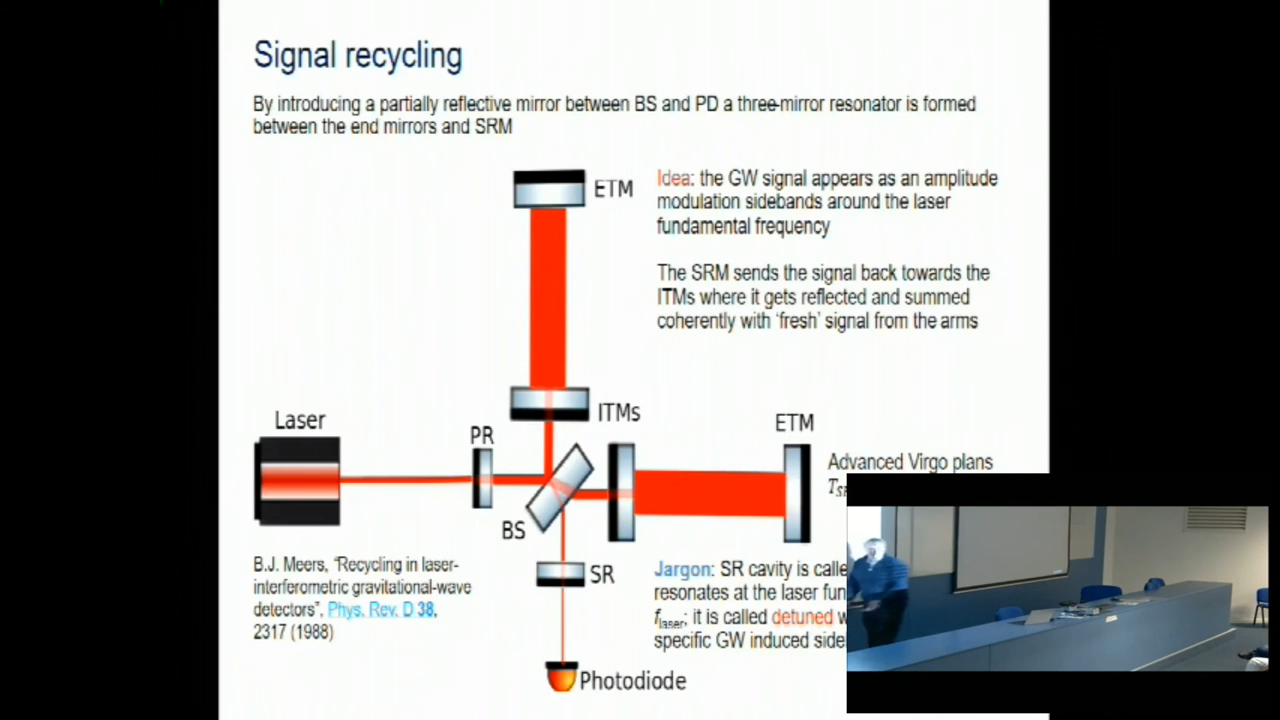 Signal recycling
By introducing a partially reflective mirror between BS and PD a three-mirror resonator is formed
between the end mirrors and SRM
ETM
Idea: the GW signal appears as an amplitude
modulation sidebands around the laser
fundamental frequency
The SRM sends the signal back towards the
ITMs where it gets reflected and summed
coherently with ‘fresh’ signal from the arms
ITMs
Laser
PR
ETM
Advanced Virgo plans
BS
SR
B.J. Meers, “Recycling in laser-
interferometric gravitational-wave
detectors”, Phys. Rev. D 38,
2317 (1988)
Jargon: SR cavity is
resonates at the laser
f_laser; it is called detuned
specific GW induced
Photodiode